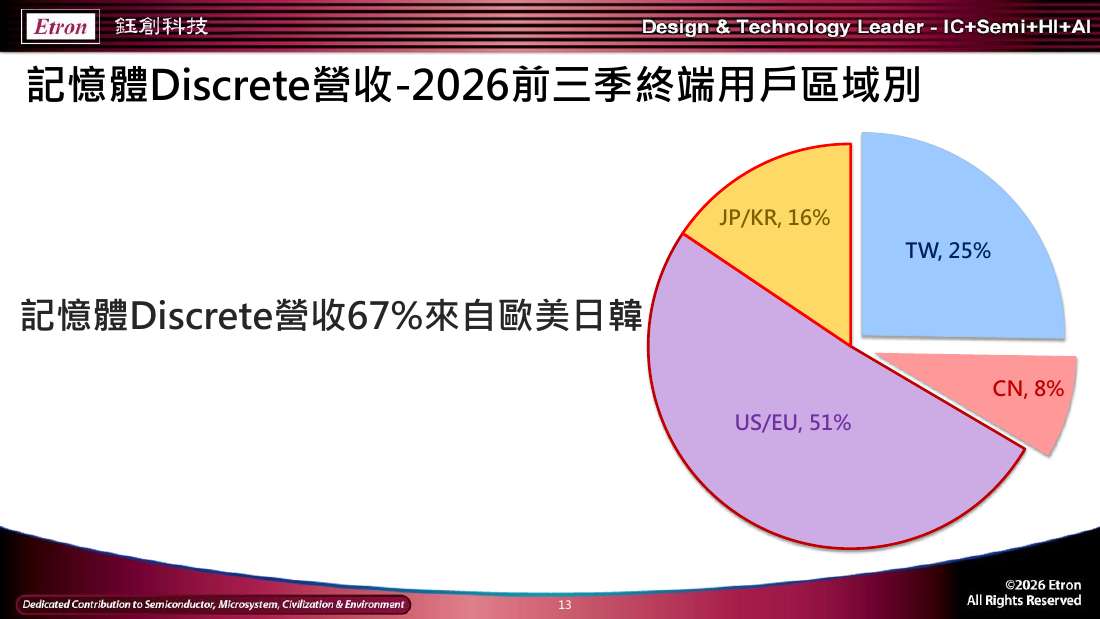 Etron 鈺創科技
Design & Technology Leader - IC+Semi+HI+AI
記憶體Discrete營收-2026前三季終端用戶區域別
JP/KR, 16%
TW, 25%
記憶體Discrete營收67%來自歐美日韓
CN, 8%
US/EU, 51%
©2026 Etron
All Rights Reserved
Dedicated Contribution to Semiconductor, Microsystem, Civilization & Environment
13